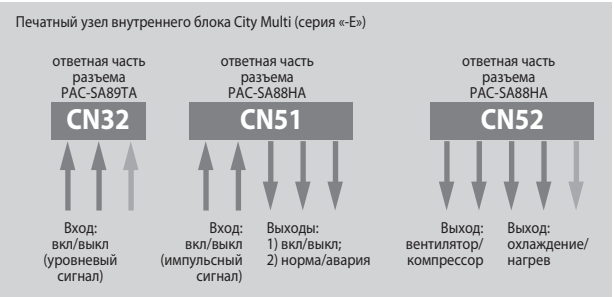 Печатный узел внутреннего блока City Multi (серия «-E»)
ответная часть
разъема
PAC-SA89TA
CN32
Вход:
вкл/выкл
(уровневый
сигнал)
ответная часть
разъема
PAC-SA88HA
CN51
Вход:
вкл/выкл
(импульсный
сигнал)
Выходы:
1) вкл/выкл;
2) норма/авария
ответная часть
разъема
PAC-SA88HA
CN52
Выход:
вентилятор/
компрессор
Выход:
охлаждение/
нагрев